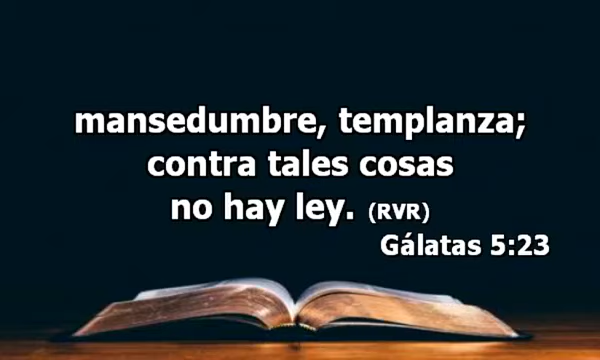 mansedumbre, templanza;
contra tales cosas
no hay ley. (RVR)
Gálatas 5:23